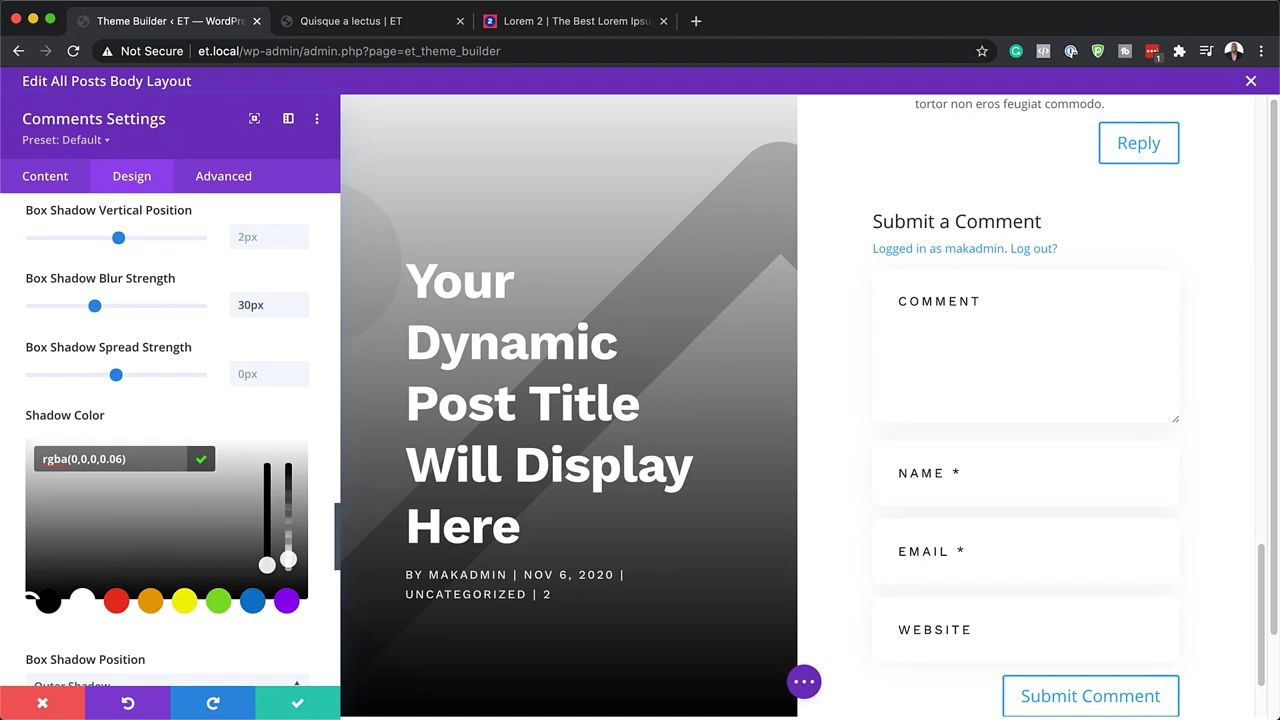 Theme Builder ‹ ET — WordPre
Quisque a lectus | ET
Lorem 2 | The Best Lorem Ipsu
Not Secure
et.local/wp-admin/admin.php?page=et_theme_builder
1
Edit All Posts Body Layout
Comments Settings
Preset: Default
Content
Design
Advanced
Box Shadow Vertical Position
2px
Box Shadow Blur Strength
30px
Box Shadow Spread Strength
0px
Shadow Color
rgba(0,0,0,0.06)
Box Shadow Position
Outer Shadow
Your
Dynamic
Post Title
Will Display
Here
BY MAKADMIN | NOV 6, 2020 |
UNCATEGORIZED | 2
tortor non eros feugiat commodo.
Reply
Submit a Comment
Logged in as makadmin. Log out?
COMMENT
NAME *
EMAIL *
WEBSITE
Submit Comment